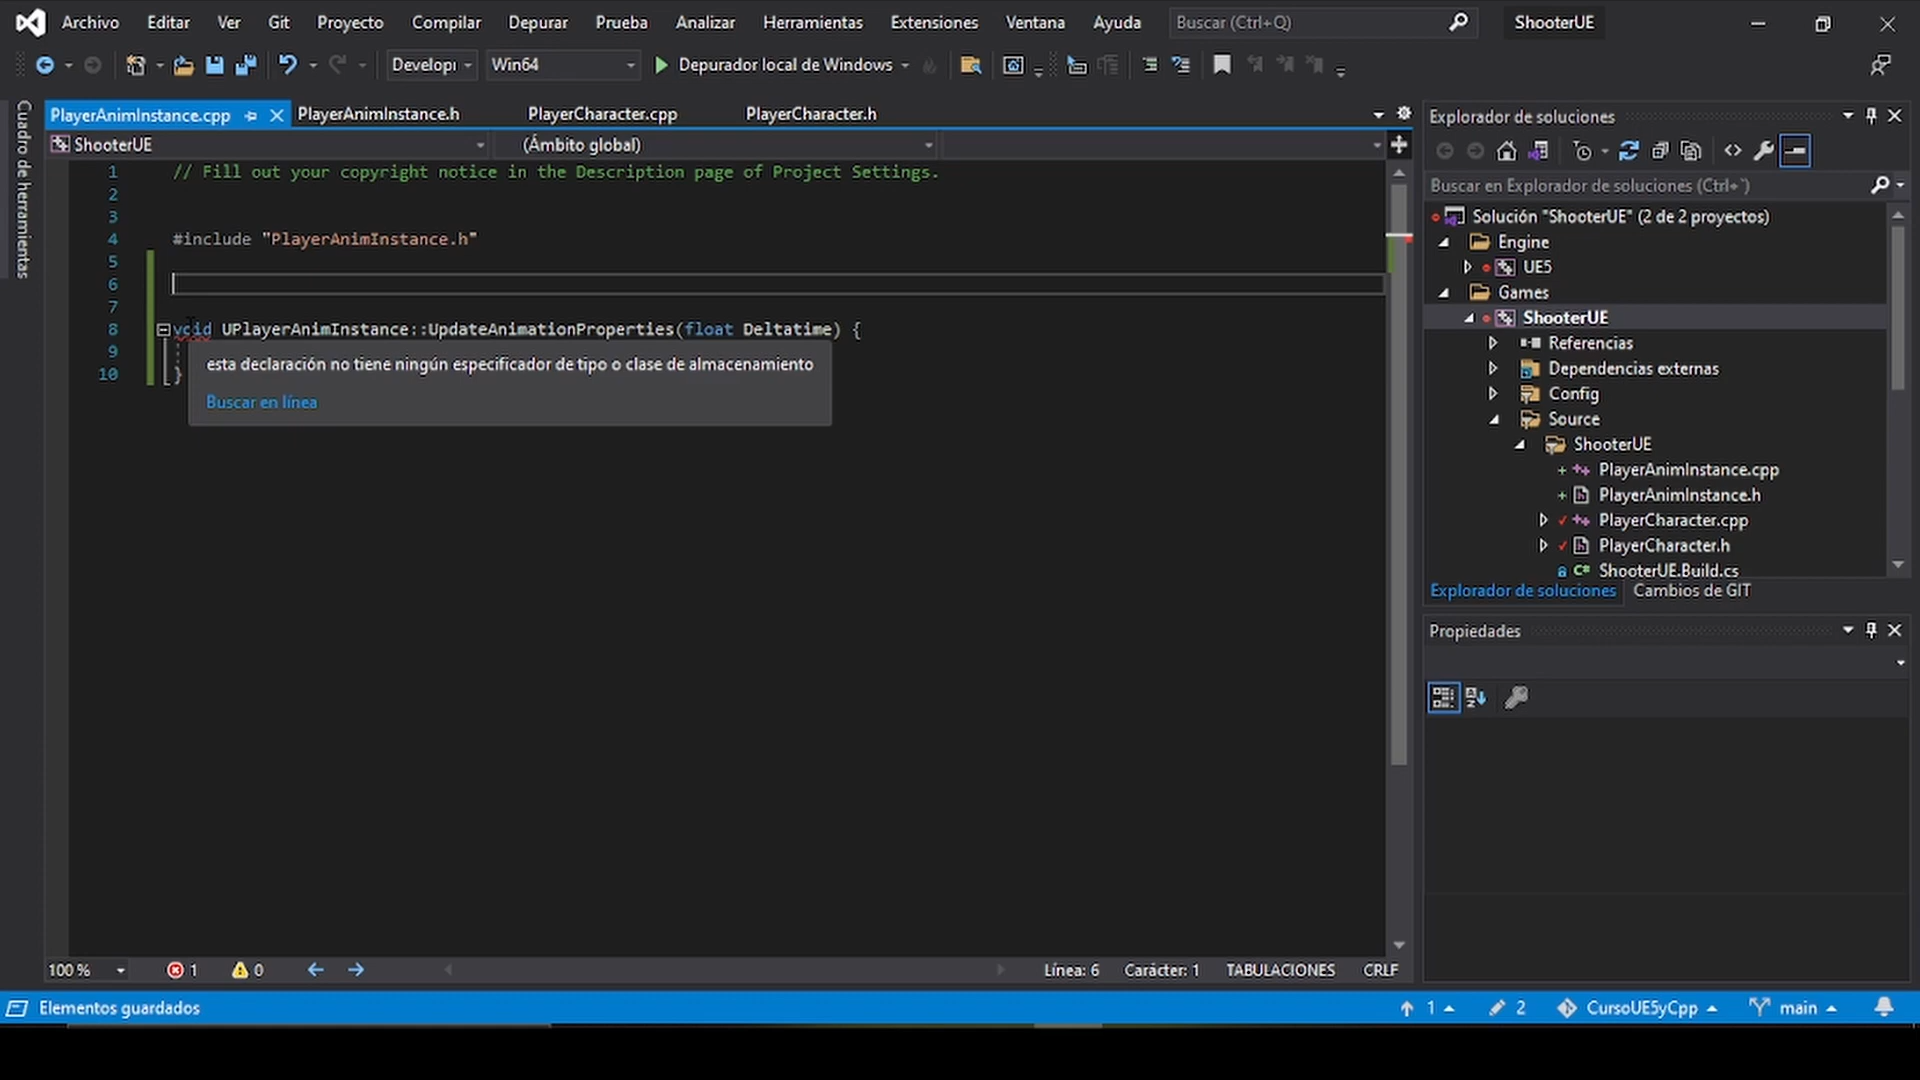 Archivo Editar Ver Git Proyecto Compilar Depurar Prueba Analizar Herramientas Extensiones Ventana Ayuda Buscar (Ctrl+Q) ShooterUE
Developi Win64 Depurador local de Windows
Cuadro de herramientas
PlayerAnimInstance.cpp PlayerAnimInstance.h PlayerCharacter.cpp PlayerCharacter.h
ShooterUE (Ámbito global)
1 // Fill out your copyright notice in the Description page of Project Settings.
2
3
4 #include "PlayerAnimInstance.h"
5
6
7
8 void UPlayerAnimInstance::UpdateAnimationProperties(float Deltatime) {
9
10 }
esta declaración no tiene ningún especificador de tipo o clase de almacenamiento
Buscar en línea
100 % 1 0 Línea: 6 Carácter: 1 TABULACIONES CRLF
Explorador de soluciones
Buscar en Explorador de soluciones (Ctrl+`)
Solución "ShooterUE" (2 de 2 proyectos)
Engine
UE5
Games
ShooterUE
Referencias
Dependencias externas
Config
Source
ShooterUE
PlayerAnimInstance.cpp
PlayerAnimInstance.h
PlayerCharacter.cpp
PlayerCharacter.h
C# ShooterUE.Build.cs
Explorador de soluciones Cambios de GIT
Propiedades
Elementos guardados 1 2 CursoUE5yCpp main